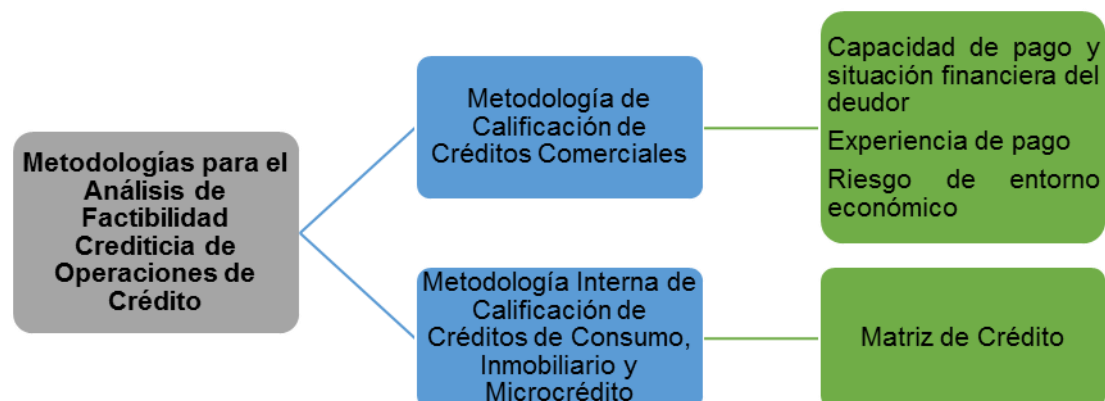 Metodologías para el
Análisis de
Factibilidad
Crediticia de
Operaciones de
Crédito
Metodología de
Calificación de
Créditos Comerciales
Capacidad de pago y
situación financiera del
deudor
Experiencia de pago
Riesgo de entorno
económico
Metodología Interna de
Calificación de
Créditos de Consumo,
Inmobiliario y
Microcrédito
Matriz de Crédito